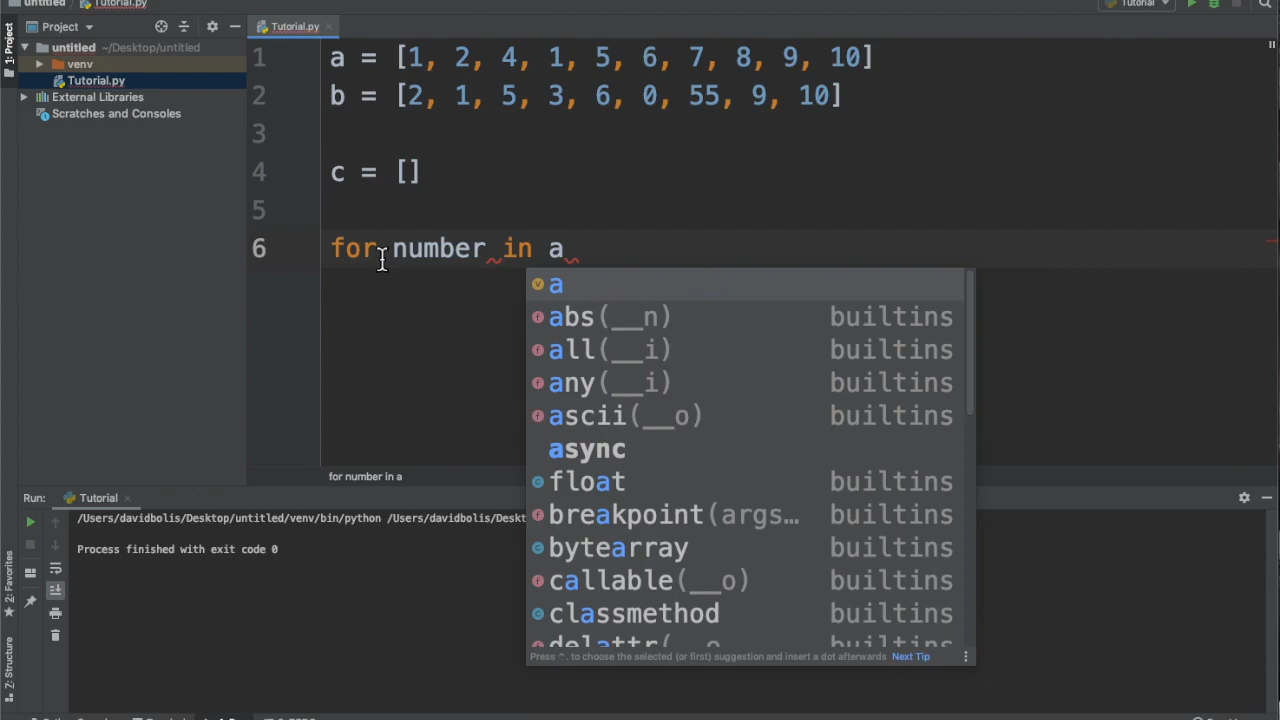 untitled Tutorial.py
Tutorial
Project
Tutorial.py
1: Project
untitled ~/Desktop/untitled
venv
Tutorial.py
External Libraries
Scratches and Consoles
1 a = [1, 2, 4, 1, 5, 6, 7, 8, 9, 10]
2 b = [2, 1, 5, 3, 6, 0, 55, 9, 10]
3
4 c = []
5
6 for number in a
a
abs(__n) builtins
all(__i) builtins
any(__i) builtins
ascii(__o) builtins
async
float builtins
breakpoint(args… builtins
bytearray builtins
callable(__o) builtins
classmethod builtins
delattr(__o
Press ^. to choose the selected (or first) suggestion and insert a dot afterwards Next Tip
for number in a
Run: Tutorial
/Users/davidbolis/Desktop/untitled/venv/bin/python /Users/davidbolis/Deskt
Process finished with exit code 0
2: Favorites
Z: Structure